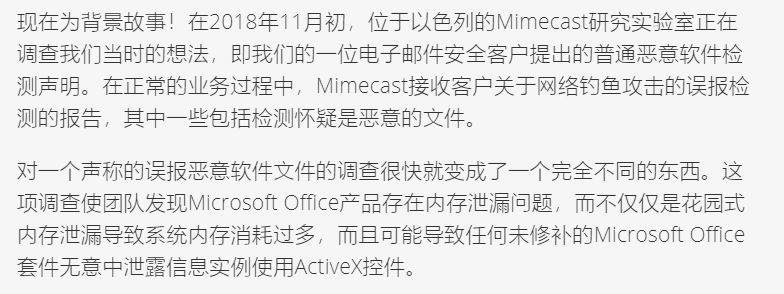 现在为背景故事！在2018年11月初，位于以色列的Mimecast研究实验室正在
调查我们当时的想法，即我们的一位电子邮件安全客户提出的普通恶意软件检
测声明。在正常的业务过程中，Mimecast接收客户关于网络钓鱼攻击的误报检
测的报告，其中一些包括检测怀疑是恶意的文件。
对一个声称的误报恶意软件文件的调查很快就变成了一个完全不同的东西。这
项调查使团队发现Microsoft Office产品存在内存泄漏问题，而不仅仅是花园式
内存泄漏导致系统内存消耗过多，而且可能导致任何未修补的Microsoft Office
套件无意中泄露信息实例使用ActiveX控件。